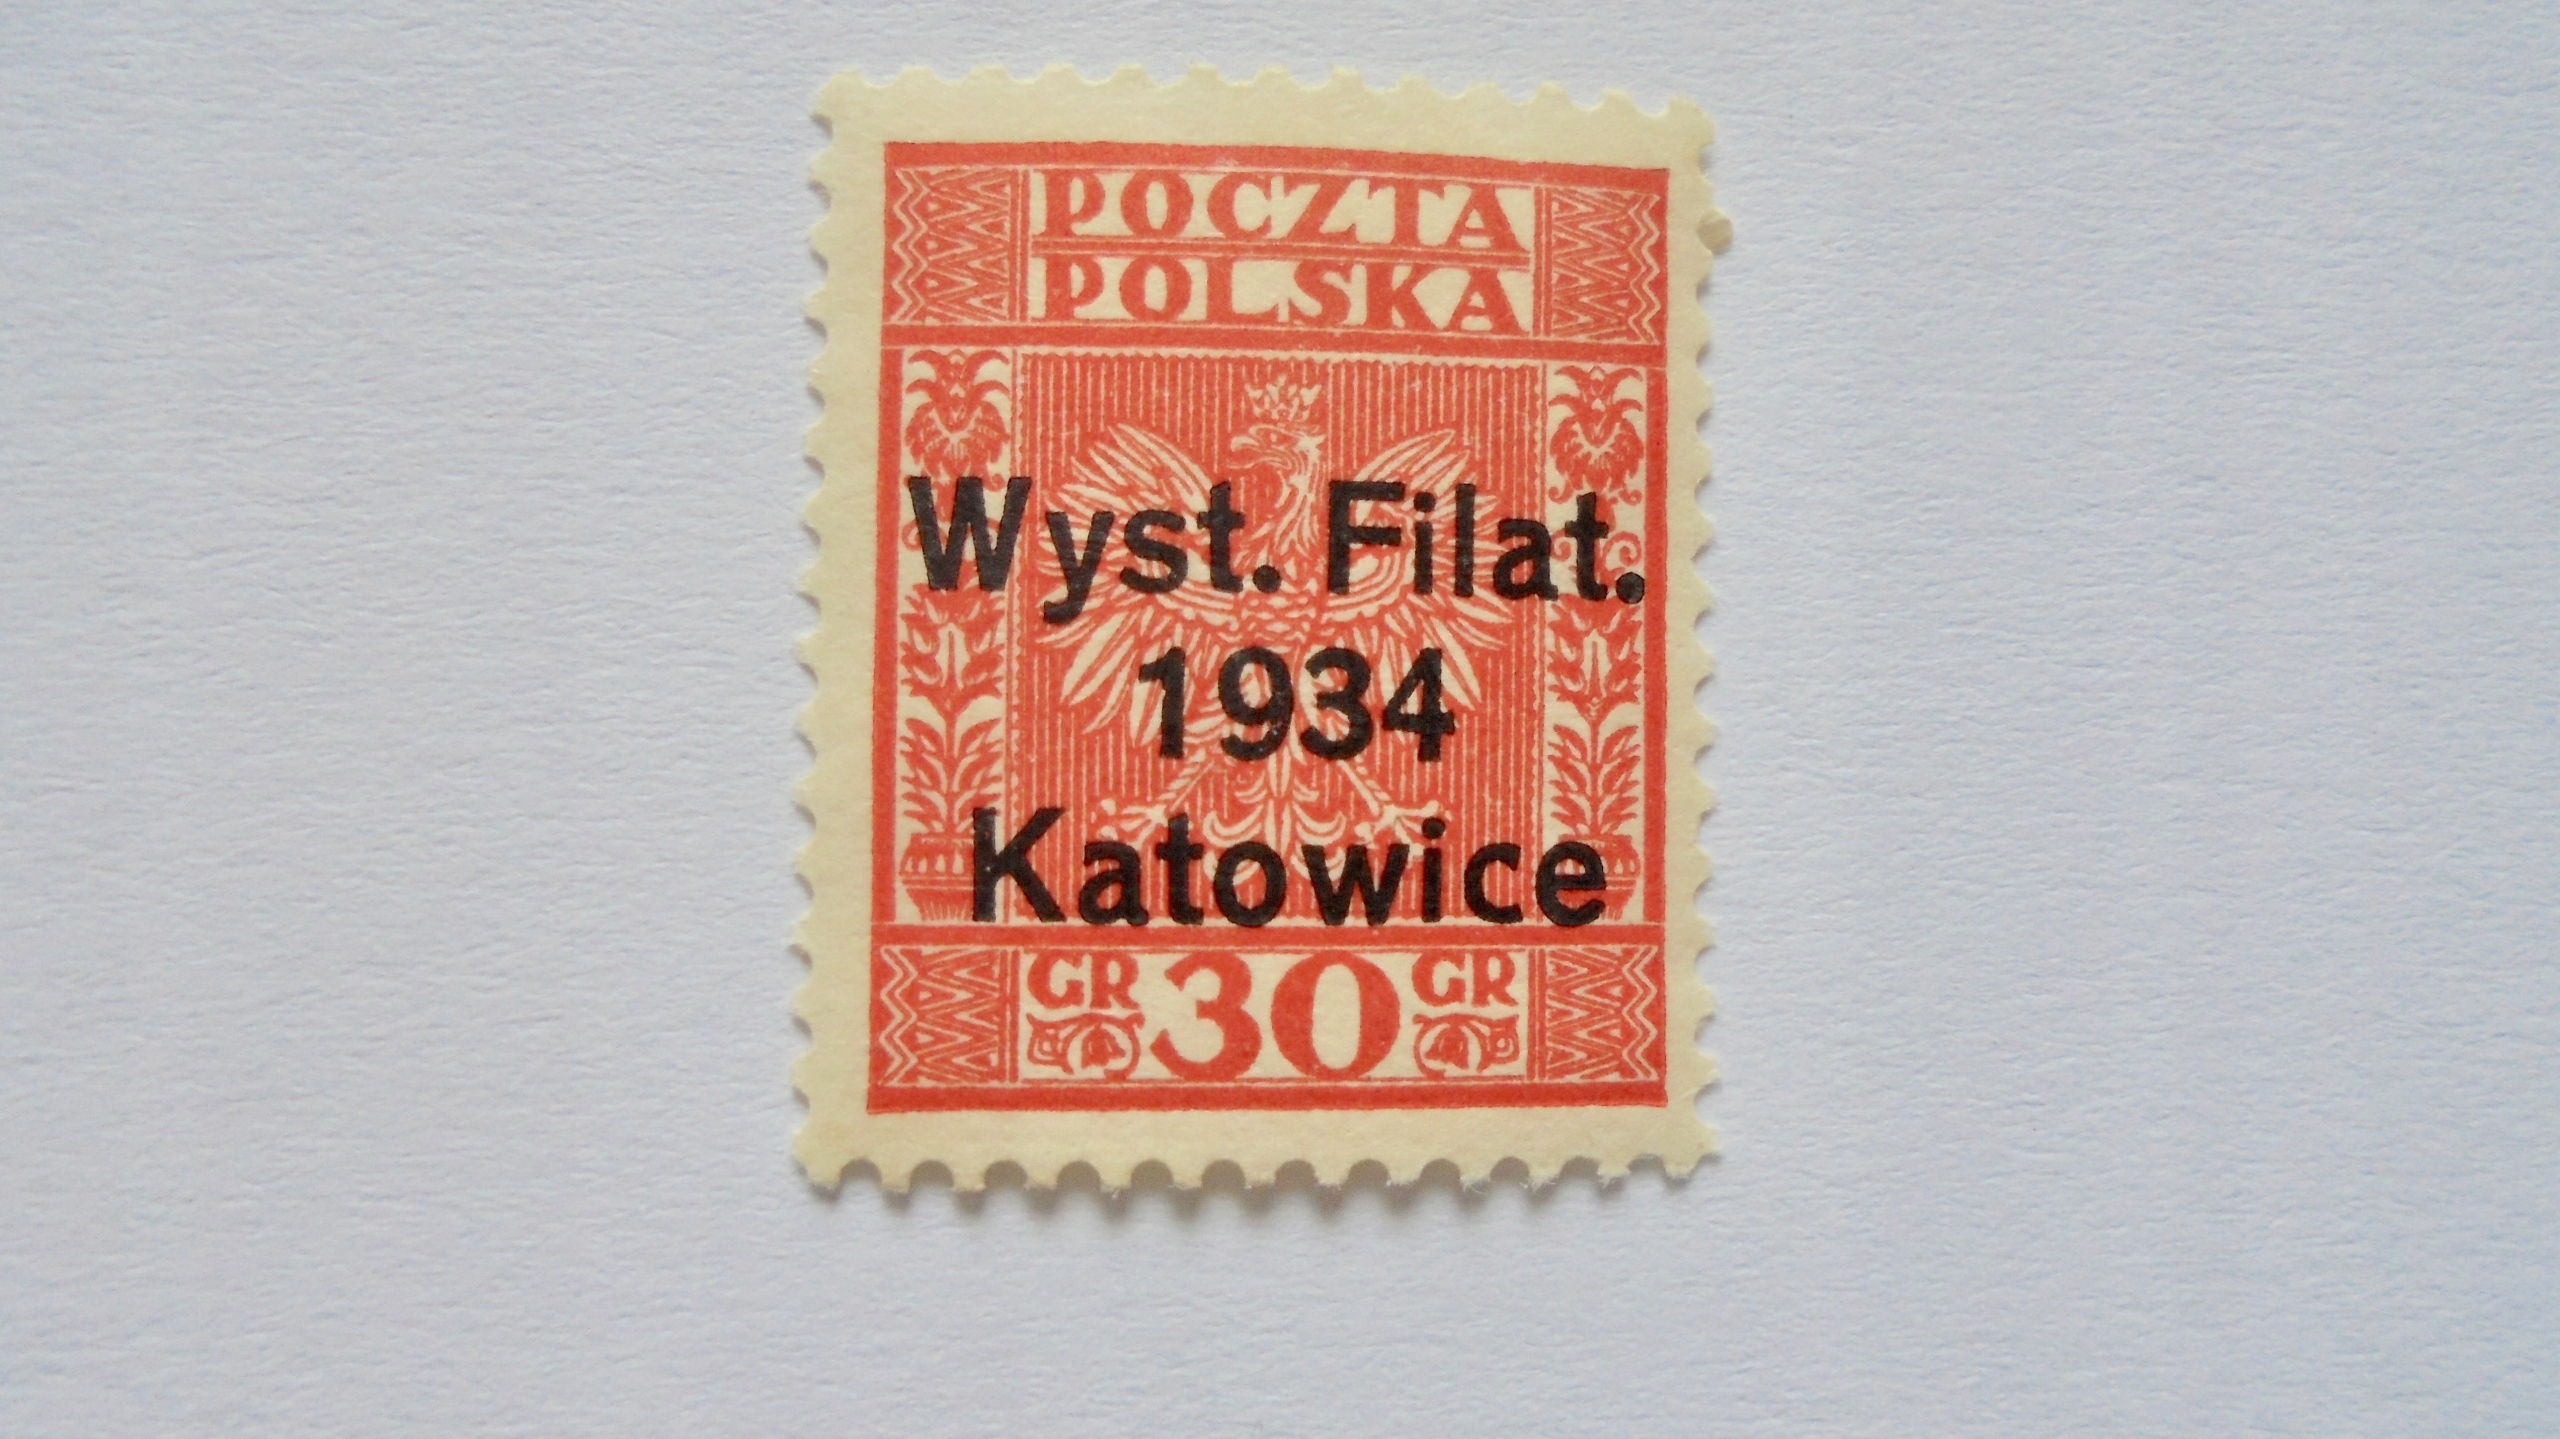 POCZTA
POLSKA
Wyst. Filat.
1934
Katowice
GR 30 GR